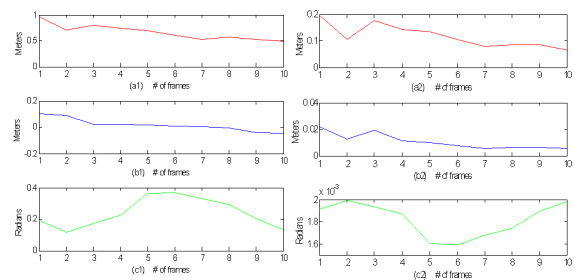 1
0.5
0
Meters
1 2 3 4 5 6 7 8 9 10
(a1) # of frames
0.2
0.1
0
Meters
1 2 3 4 5 6 7 8 9 10
(a2) # of frames
0.2
0
-0.2
Meters
1 2 3 4 5 6 7 8 9 10
(b1) # of frames
0.04
0.02
0
Meters
1 2 3 4 5 6 7 8 9 10
(b2) # of frames
0.4
0.2
0
Radians
1 2 3 4 5 6 7 8 9 10
(c1) # of frames
x 10⁻³
2
1.8
1.6
Radians
1 2 3 4 5 6 7 8 9 10
(c2) # of frames